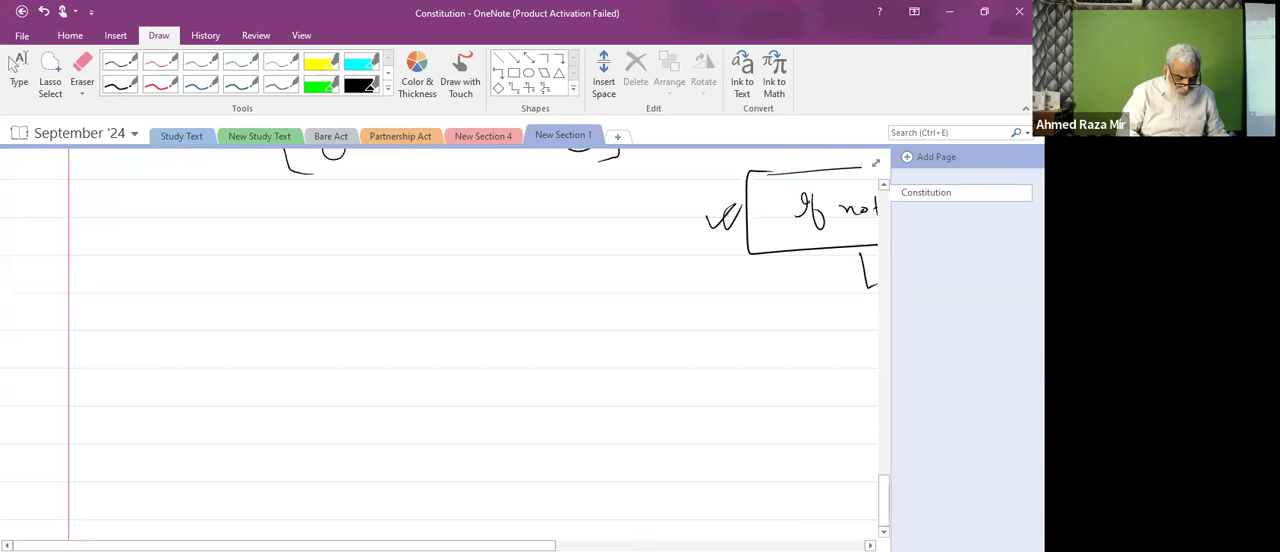 Constitution - OneNote (Product Activation Failed)
File Home Insert Draw History Review View
Type Lasso Select Eraser Color & Thickness Draw with Touch Insert Space Delete Arrange Rotate Ink to Text Ink to Math
Tools Shapes Edit Convert
Ahmed Raza Mir
September '24 Study Text New Study Text Bare Act Partnership Act New Section 4 New Section 1 Search (Ctrl+E)
Add Page
Constitution
If not